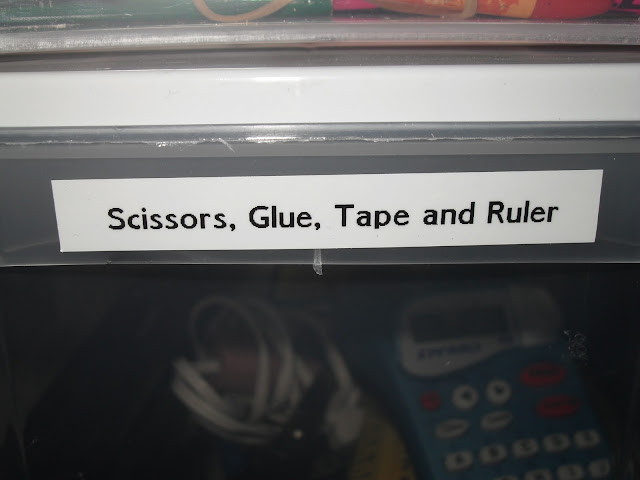 Scissors, Glue, Tape and Ruler